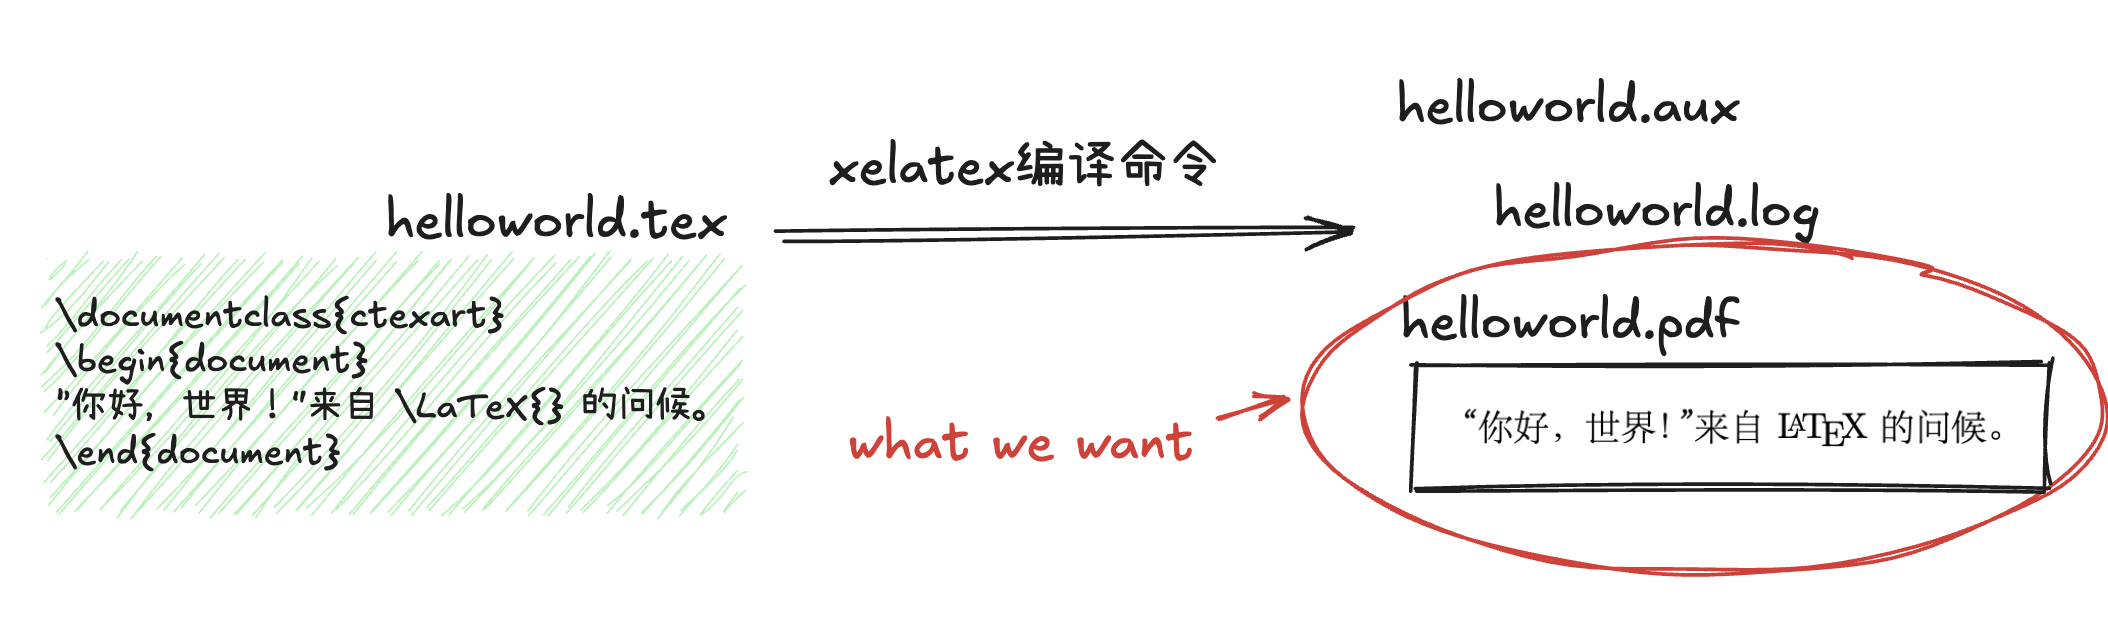 helloworld.tex
\documentclass{ctexart}
\begin{document}
"你好，世界！"来自 \LaTeX{} 的问候。
\end{document}
xelatex编译命令
what we want
helloworld.aux
helloworld.log
helloworld.pdf
“你好，世界！”来自 LATEX 的问候。